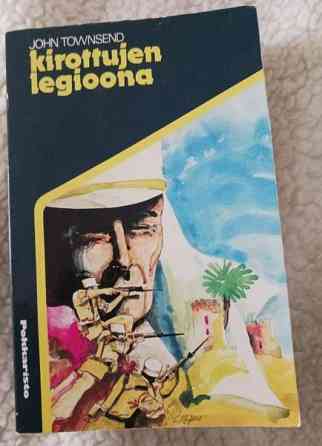 JOHN TOWNSEND
kirottujen
legioona
Pokkaristo